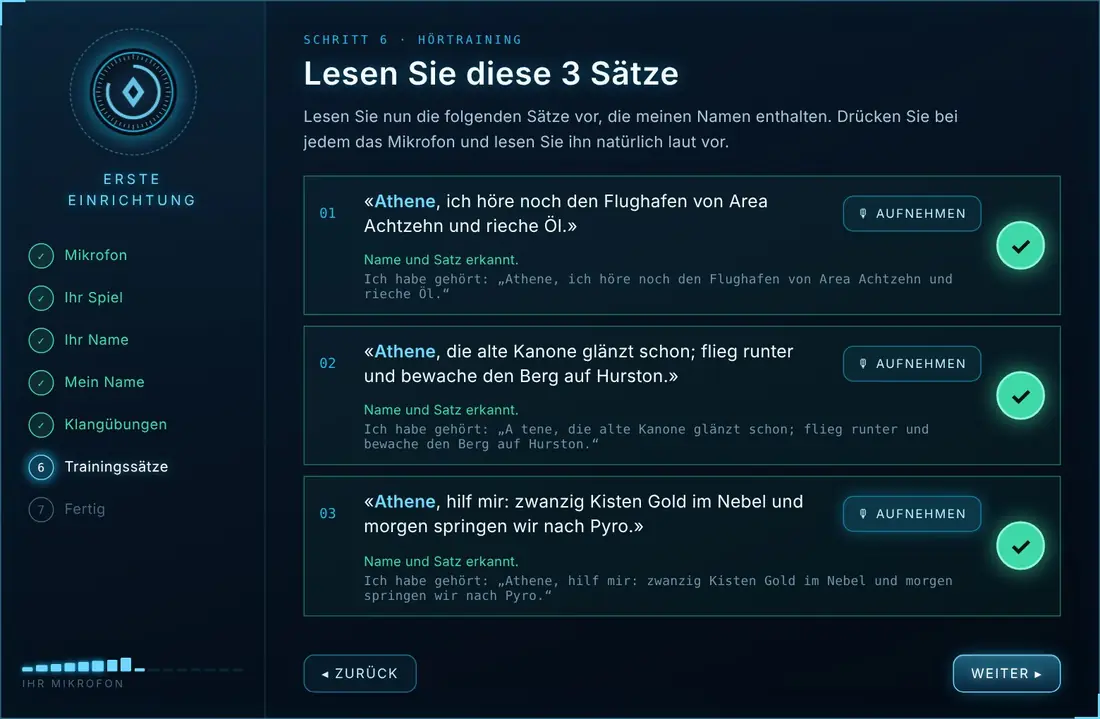 ERSTE
EINRICHTUNG
✓ Mikrofon
✓ Ihr Spiel
✓ Ihr Name
✓ Mein Name
✓ Klangübungen
6 Trainingssätze
7 Fertig
IHR MIKROFON
SCHRITT 6 · HÖRTRAINING
Lesen Sie diese 3 Sätze
Lesen Sie nun die folgenden Sätze vor, die meinen Namen enthalten. Drücken Sie bei
jedem das Mikrofon und lesen Sie ihn natürlich laut vor.
01
«Athene, ich höre noch den Flughafen von Area
Achtzehn und rieche Öl.»
AUFNEHMEN
Name und Satz erkannt.
Ich habe gehört: „Athene, ich höre noch den Flughafen von Area Achtzehn und
rieche Öl.“
02
«Athene, die alte Kanone glänzt schon; flieg runter
und bewache den Berg auf Hurston.»
AUFNEHMEN
Name und Satz erkannt.
Ich habe gehört: „A tene, die alte Kanone glänzt schon; flieg runter und
bewache den Berg auf Hurston.“
03
«Athene, hilf mir: zwanzig Kisten Gold im Nebel und
morgen springen wir nach Pyro.»
AUFNEHMEN
Name und Satz erkannt.
Ich habe gehört: „Athene, hilf mir: zwanzig Kisten Gold im Nebel und morgen
springen wir nach Pyro.“
◂ ZURÜCK
WEITER ▸